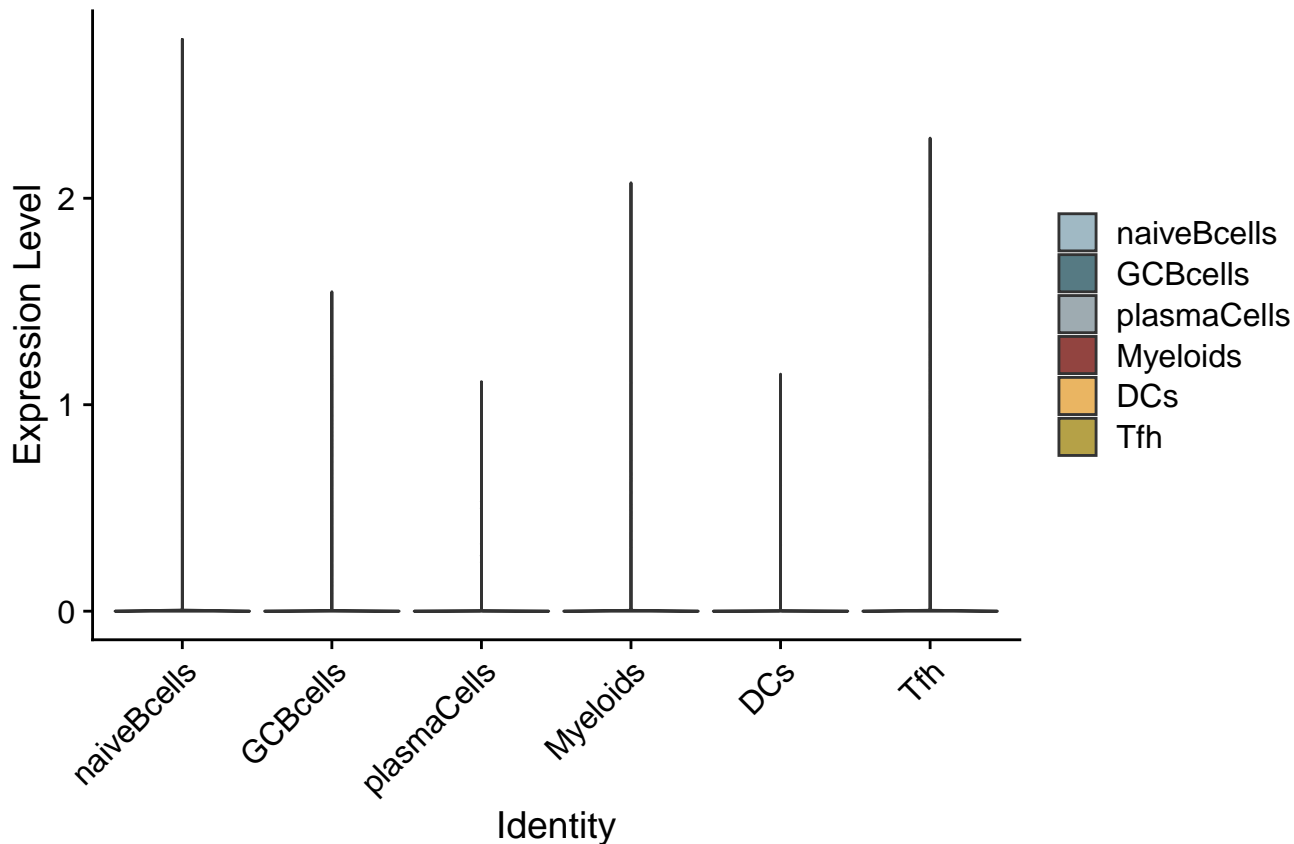 Expression Level
2
1
0
naiveBcells
GCBcells
plasmaCells
Myeloids
DCs
Tfh
Identity
naiveBcells
GCBcells
plasmaCells
Myeloids
DCs
Tfh